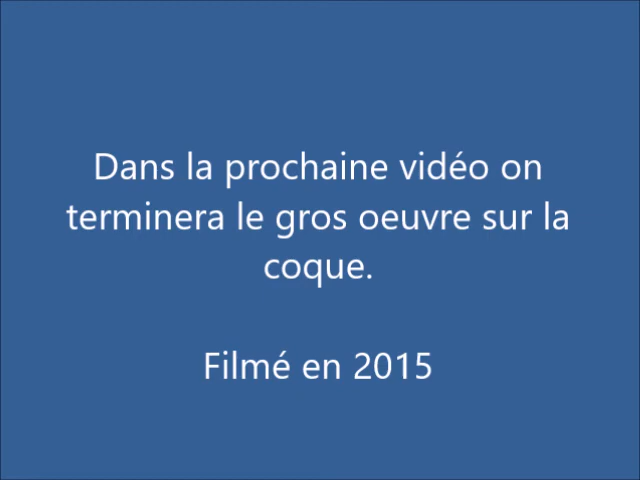 Dans la prochaine vidéo on
terminera le gros oeuvre sur la
coque.
Filmé en 2015